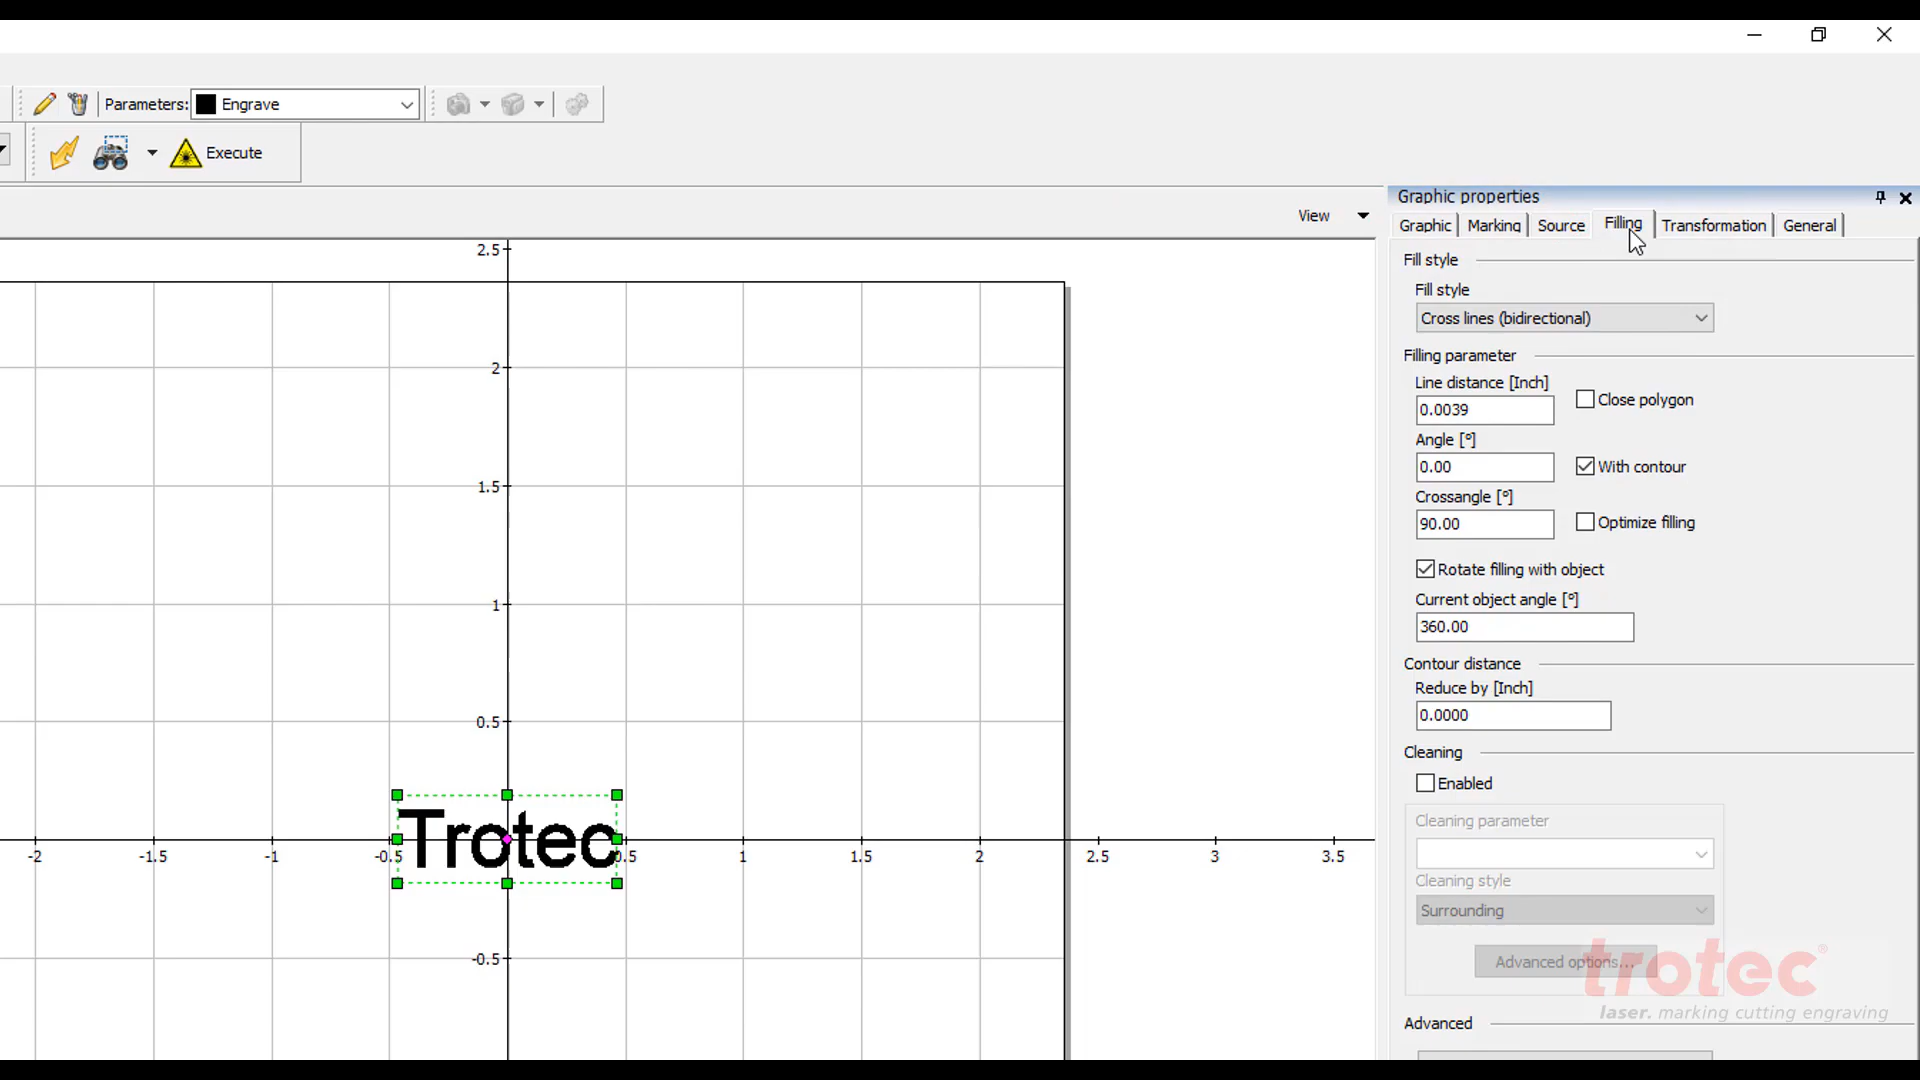 Parameters: Engrave
Execute
View
Graphic properties
Graphic Marking Source Filling Transformation General
Fill style
Fill style
Cross lines (bidirectional)
Filling parameter
Line distance [Inch]
0.0039
Close polygon
Angle [°]
0.00
With contour
Crossangle [°]
90.00
Optimize filling
Rotate filling with object
Current object angle [°]
360.00
Contour distance
Reduce by [Inch]
0.0000
Cleaning
Enabled
Cleaning parameter
Cleaning style
Surrounding
Advanced options...
Advanced
2.5
2
1.5
1
0.5
Trotec
-2 -1.5 -1 -0.5 0.5 1 1.5 2 2.5 3 3.5
-0.5
trotec®
laser. marking cutting engraving